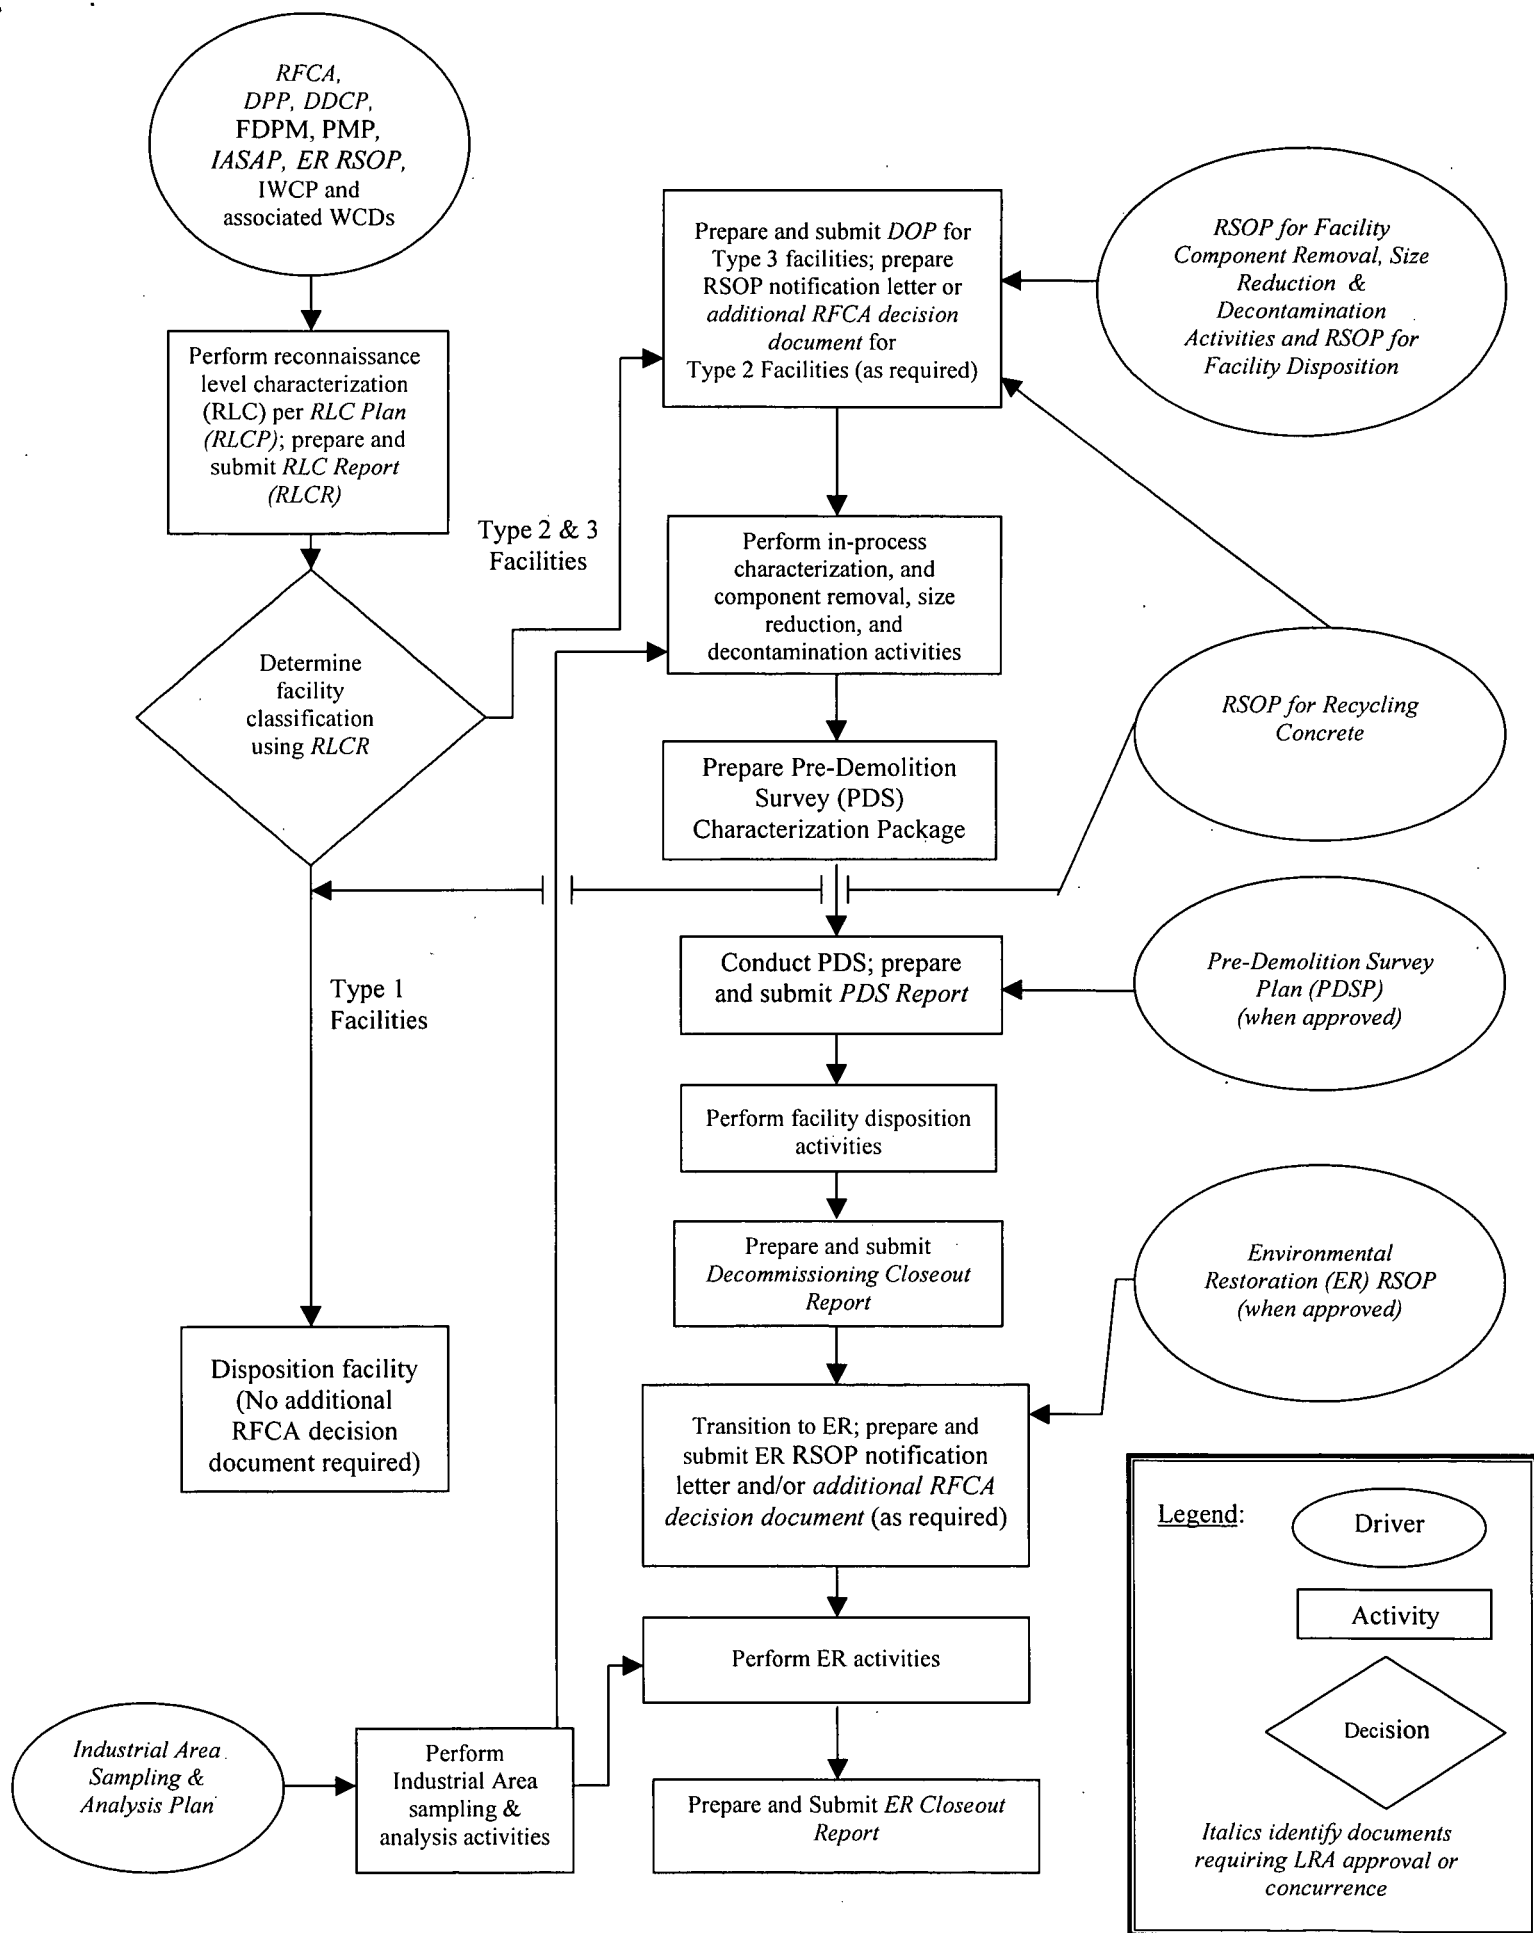 RFCA,
DPP, DDCP,
FDPM, PMP,
IASAP, ER RSOP,
IWCP and
associated WCDs
Perform reconnaissance
level characterization
(RLC) per RLC Plan
(RLCP); prepare and
submit RLC Report
(RLCR)
Determine
facility
classification
using RLCR
Type 2 & 3
Facilities
Type 1
Facilities
Disposition facility
(No additional
RFCA decision
document required)
Prepare and submit DOP for
Type 3 facilities; prepare
RSOP notification letter or
additional RFCA decision
document for
Type 2 Facilities (as required)
Perform in-process
characterization, and
component removal, size
reduction, and
decontamination activities
Prepare Pre-Demolition
Survey (PDS)
Characterization Package
Conduct PDS; prepare
and submit PDS Report
Perform facility disposition
activities
Prepare and submit
Decommissioning Closeout
Report
Transition to ER; prepare and
submit ER RSOP notification
letter and/or additional RFCA
decision document (as required)
Perform ER activities
Prepare and Submit ER Closeout
Report
Industrial Area
Sampling &
Analysis Plan
Perform
Industrial Area
sampling &
analysis activities
RSOP for Facility
Component Removal, Size
Reduction &
Decontamination
Activities and RSOP for
Facility Disposition
RSOP for Recycling
Concrete
Pre-Demolition Survey
Plan (PDSP)
(when approved)
Environmental
Restoration (ER) RSOP
(when approved)
Legend:
Driver
Activity
Decision
Italics identify documents
requiring LRA approval or
concurrence